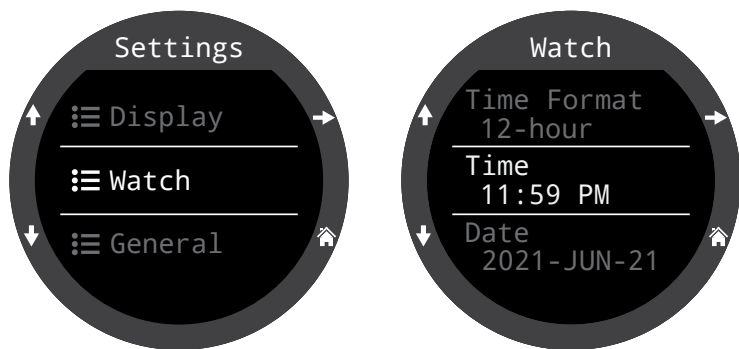 Settings
Display
Watch
General
Watch
Time Format
12-hour
Time
11:59 PM
Date
2021-JUN-21